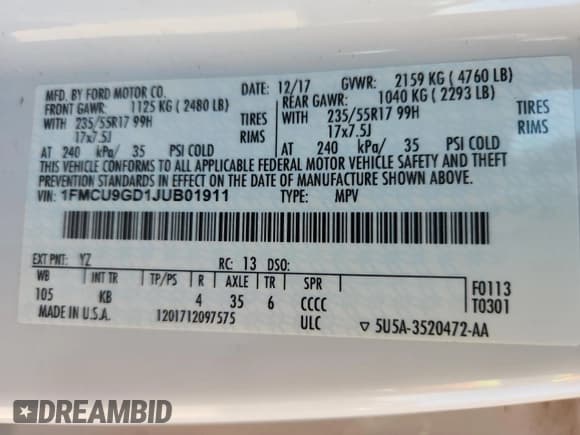 MFD. BY FORD MOTOR CO. DATE: 12/17 GVWR: 2159 KG ( 4760 LB)
FRONT GAWR: 1125 KG ( 2480 LB) REAR GAWR: 1040 KG ( 2293 LB)
WITH 235/55R17 99H TIRES WITH 235/55R17 99H TIRES
17x7.5J RIMS 17x7.5J RIMS
AT 240 kPa/ 35 PSI COLD AT 240 kPa/ 35 PSI COLD
THIS VEHICLE CONFORMS TO ALL APPLICABLE FEDERAL MOTOR VEHICLE SAFETY AND THEFT
PREVENTION STANDARDS IN EFFECT ON THE DATE OF MANUFACTURE SHOWN ABOVE.
VIN: 1FMCU9GD1JUB01911 TYPE: MPV
EXT PNT: YZ RC: 13 DSO:
WB INT TR TP/PS R AXLE TR SPR F0113
105 KB 4 35 6 CCCC T0301
MADE IN U.S.A. 1201712097575 ULC ▽ 5U5A-3520472-AA
DREAMBID